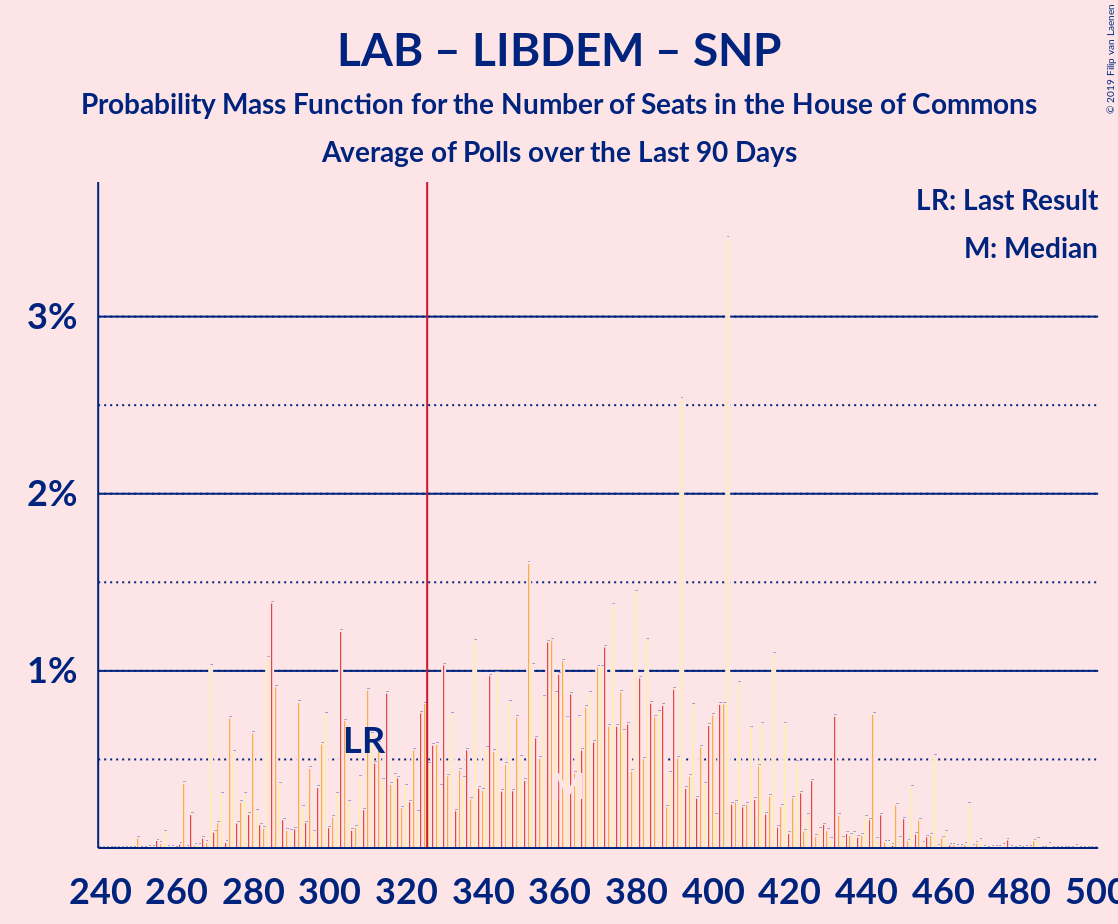 LAB – LIBDEM – SNP
Probability Mass Function for the Number of Seats in the House of Commons
Average of Polls over the Last 90 Days
© 2019 Filip van Laenen
LR: Last Result
M: Median
3%
2%
1%
LR
M
240 260 280 300 320 340 360 380 400 420 440 460 480 500